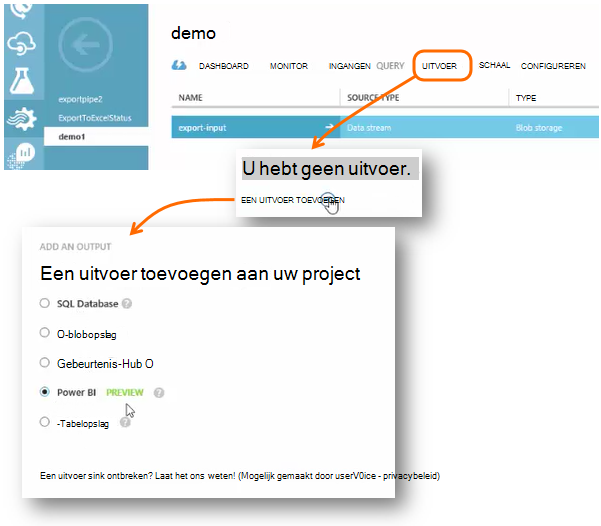 demo
DASHBOARD MONITOR INGANGEN QUERY UITVOER SCHAAL CONFIGUREREN
exportpipe2
ExportToExcelStatus
demo1
NAME SOURCE TYPE TYPE
export-input → Data stream Blob storage
U hebt geen uitvoer.
EEN UITVOER TOEVOEGEN
ADD AN OUTPUT
Een uitvoer toevoegen aan uw project
SQL Database ?
O-blobopslag
Gebeurtenis-Hub O
Power BI PREVIEW ?
-Tabelopslag ?
Een uitvoer sink ontbreken? Laat het ons weten! (Mogelijk gemaakt door userV0ice - privacybeleid)